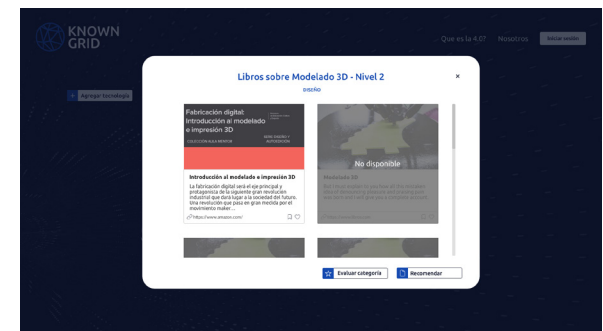 KNOWN
GRID
Que es la 4.0?
Nosotros
Iniciar sesión
+ Agregar tecnología
Libros sobre Modelado 3D - Nivel 2
×
DISEÑO
Fabricación digital:
Introducción al modelado
e impresión 3D
COLECCIÓN AULA MENTOR
Introducción al modelado e impresión 3D
La fabricación digital será el eje principal y
protagonista de la siguiente gran revolución
industrial que dará lugar a la sociedad del futuro.
Una revolución que pasa en gran medida por el
movimiento maker...
https://www.amazon.com/
No disponible
Modelado 3D
Evaluar categoría
Recomendar